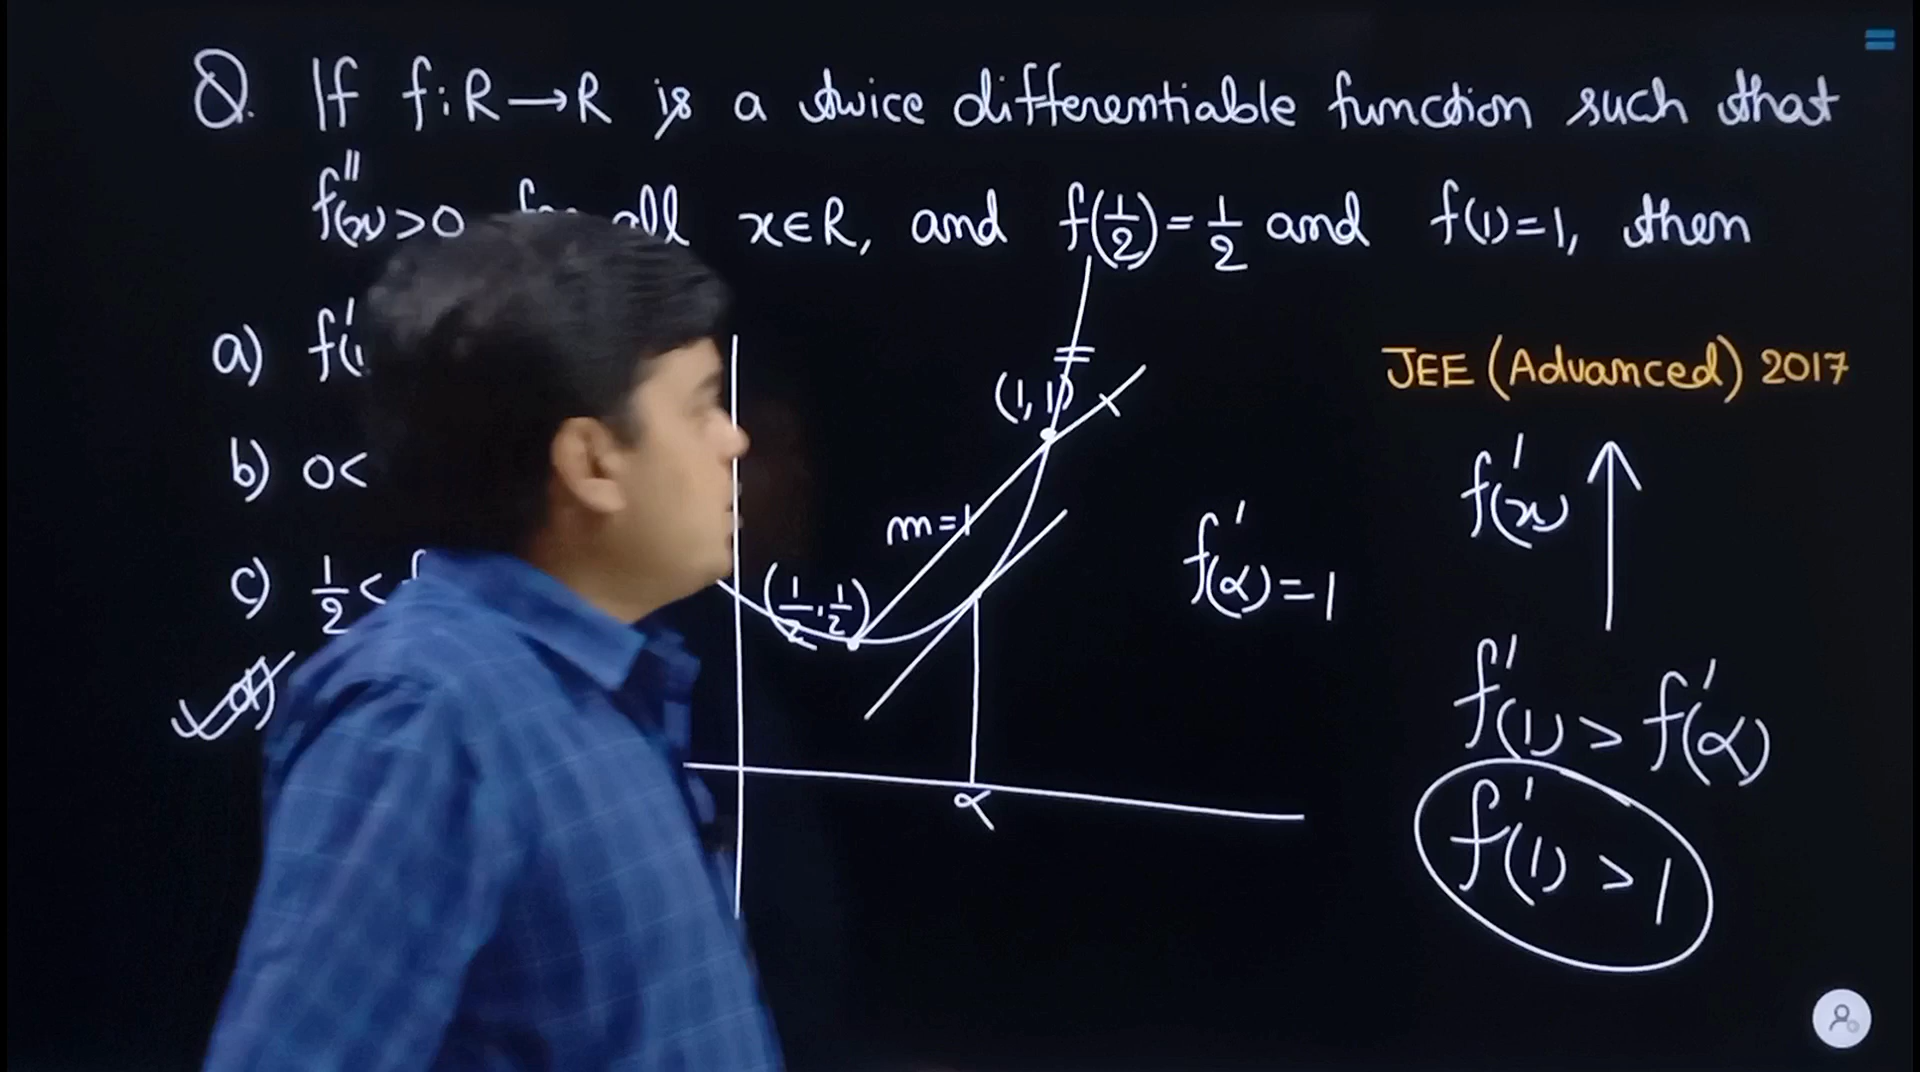 Q. If f:R→R is a twice differentiable function such that
f''(x)>0 all x∈R, and f(1/2)=1/2 and f(1)=1, then
a) f'(1
b) 0<
c) 1/2<
d)
JEE (Advanced) 2017
(1,1)
m=1
(1/2,1/2)
α
f'(α)=1
f'(x) ↑
f'(1) > f'(α)
f'(1) > 1